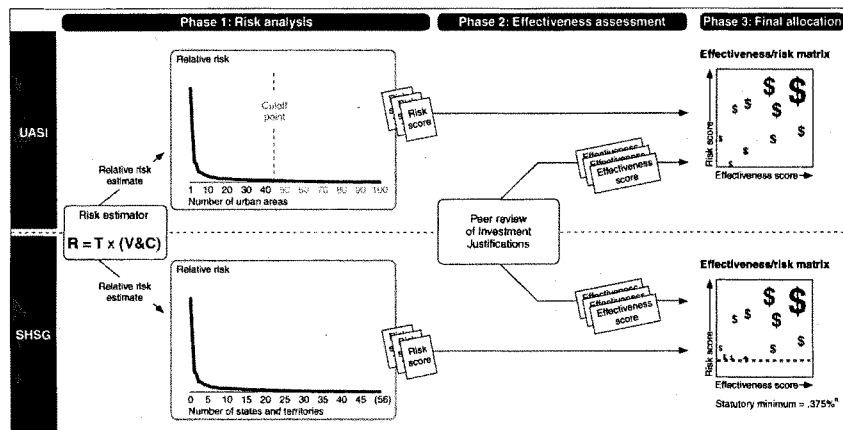 Phase 1: Risk analysis
Phase 2: Effectiveness assessment
Phase 3: Final allocation
UASI
Relative risk
Cutoff
point
1 10 20 30 40 50 60 70 80 90 100
Number of urban areas
Risk
score
Effectiveness/risk matrix
Risk score
$ $ $ $ $ $ $ $ $ $
Effectiveness score
Effectiveness
Effectiveness
Effectiveness
score
Relative risk
estimate
Risk estimator
R = T x (V&C)
Relative risk
estimate
Peer review
of Investment
Justifications
SHSG
Relative risk
0 5 10 15 20 25 30 35 40 45 (56)
Number of states and territories
Risk
score
Effectiveness
Effectiveness
Effectiveness
score
Effectiveness/risk matrix
Risk score
$ $ $ $ $ $ $ $
Effectiveness score
Statutory minimum = .375%